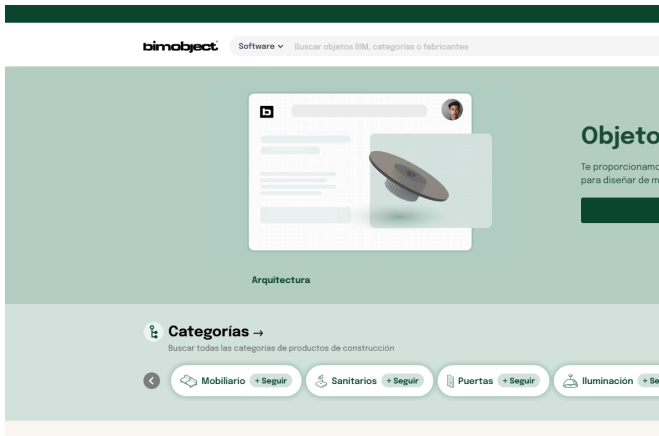 bimobject
Software
Buscar objetos BIM, categorías o fabricantes
Objeto
Te proporcionamo
para diseñar de m
Arquitectura
Categorías →
Buscar todas las categorías de productos de construcción
Mobiliario + Seguir Sanitarios + Seguir Puertas + Seguir Iluminación + Se